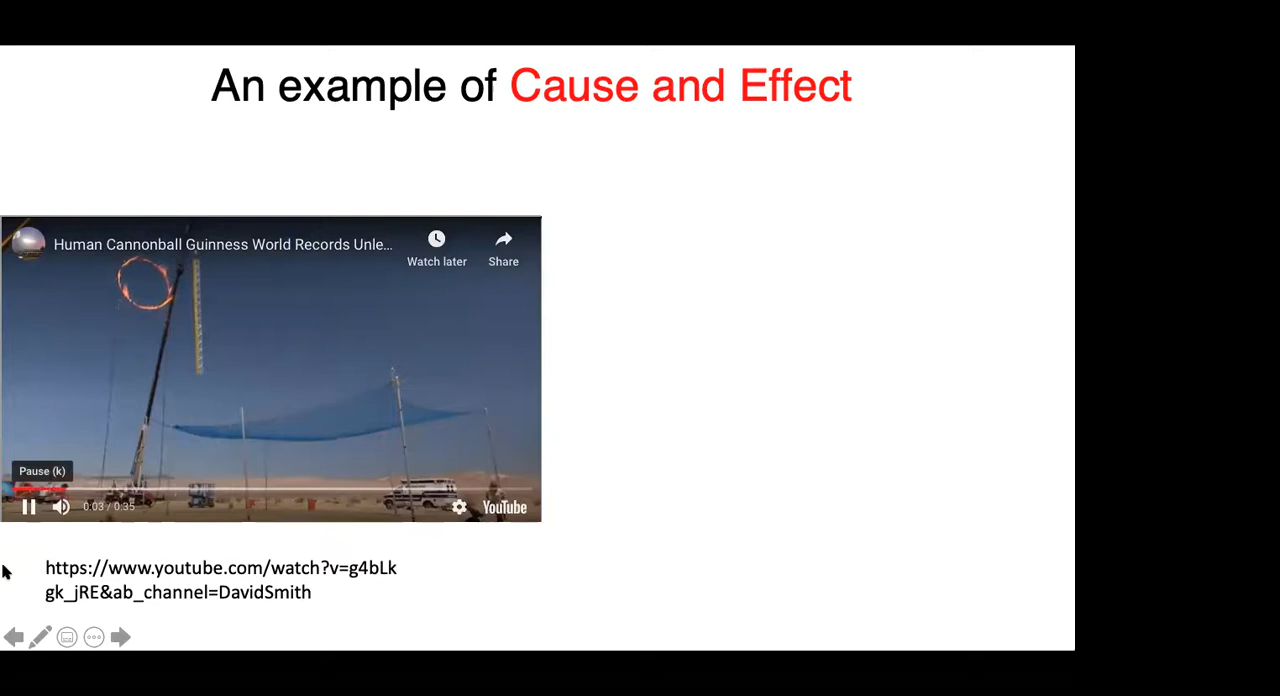 An example of Cause and Effect
Human Cannonball Guinness World Records Unle...
Watch later
Share
Pause (k)
0:03 / 0:35
YouTube
https://www.youtube.com/watch?v=g4bLk
gk_jRE&ab_channel=DavidSmith